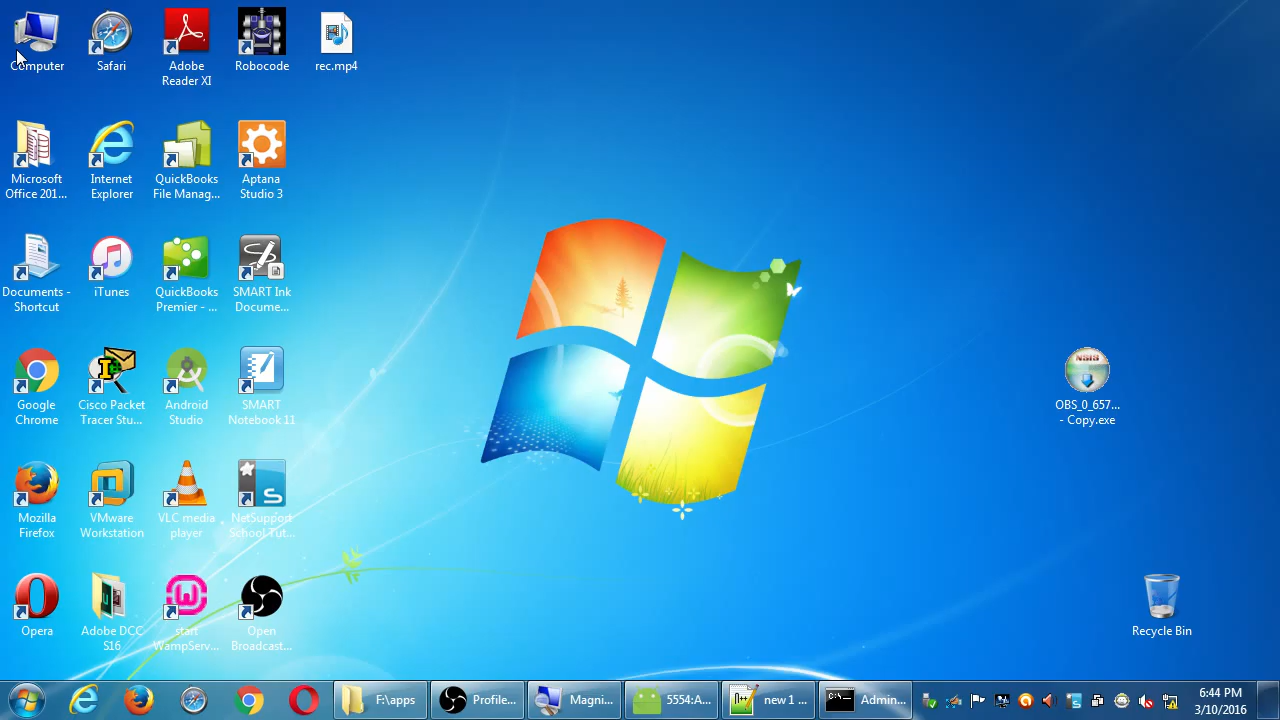 Computer
Safari
Adobe
Reader XI
Robocode
rec.mp4
Microsoft
Office 201...
Internet
Explorer
QuickBooks
File Manag...
Aptana
Studio 3
Documents -
Shortcut
iTunes
QuickBooks
Premier - ...
SMART Ink
Docume...
Google
Chrome
Cisco Packet
Tracer Stu...
Android
Studio
SMART
Notebook 11
NSIS
OBS_0_657...
- Copy.exe
Mozilla
Firefox
VMware
Workstation
VLC media
player
NetSupport
School Tut...
Opera
Adobe DCC
S16
start
WampServ...
Open
Broadcast...
Recycle Bin
F:\apps
Profile...
Magni...
5554:A...
new 1 ...
Admin...
6:44 PM
3/10/2016